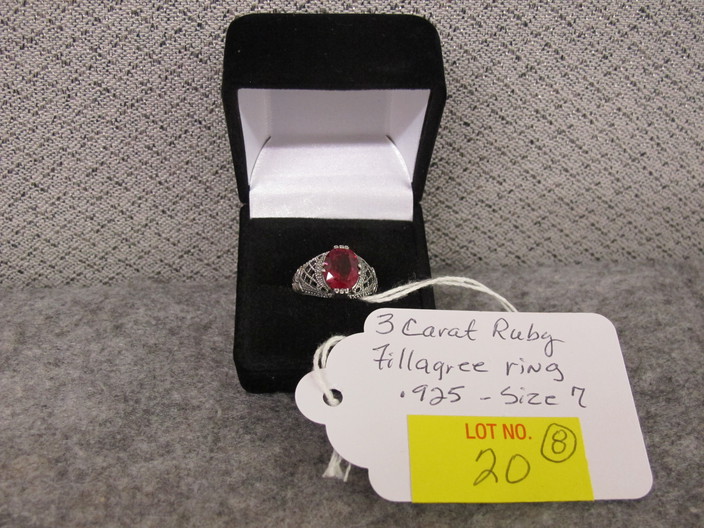 3 Carat Ruby
Fillagree ring
.925 - Size 7
LOT NO. 8
20